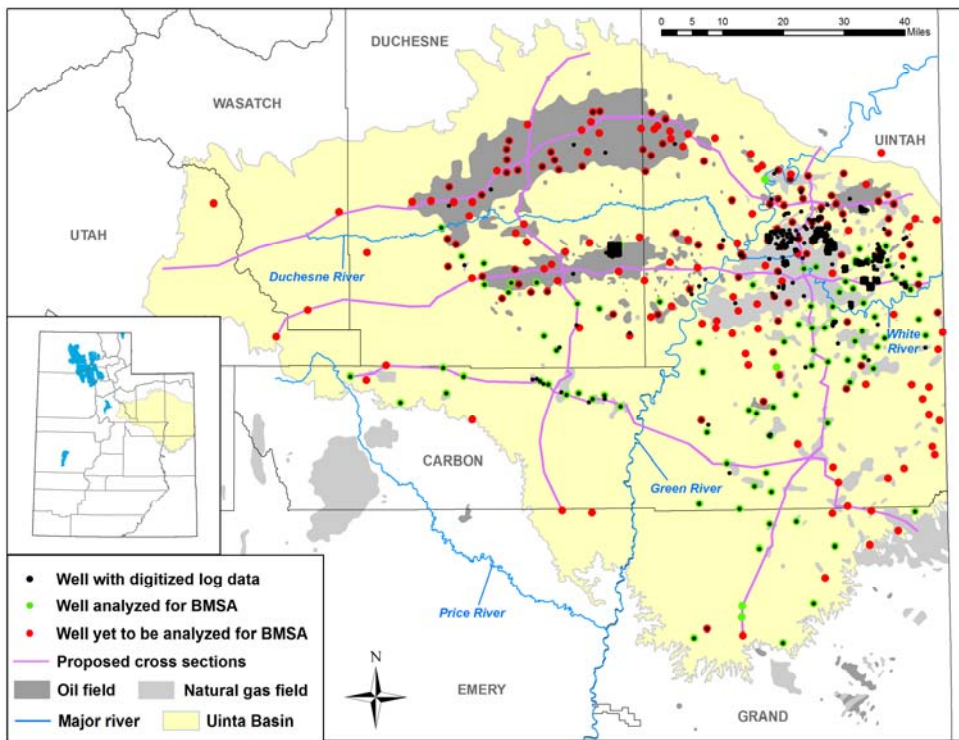 DUCHESNE
0 5 10 20 30 40
Miles
WASATCH
UINTAH
UTAH
Duchesne River
White River
CARBON
Green River
Price River
Well with digitized log data
Well analyzed for BMSA
Well yet to be analyzed for BMSA
Proposed cross sections
Oil field
Natural gas field
Major river
Uinta Basin
N
EMERY
GRAND